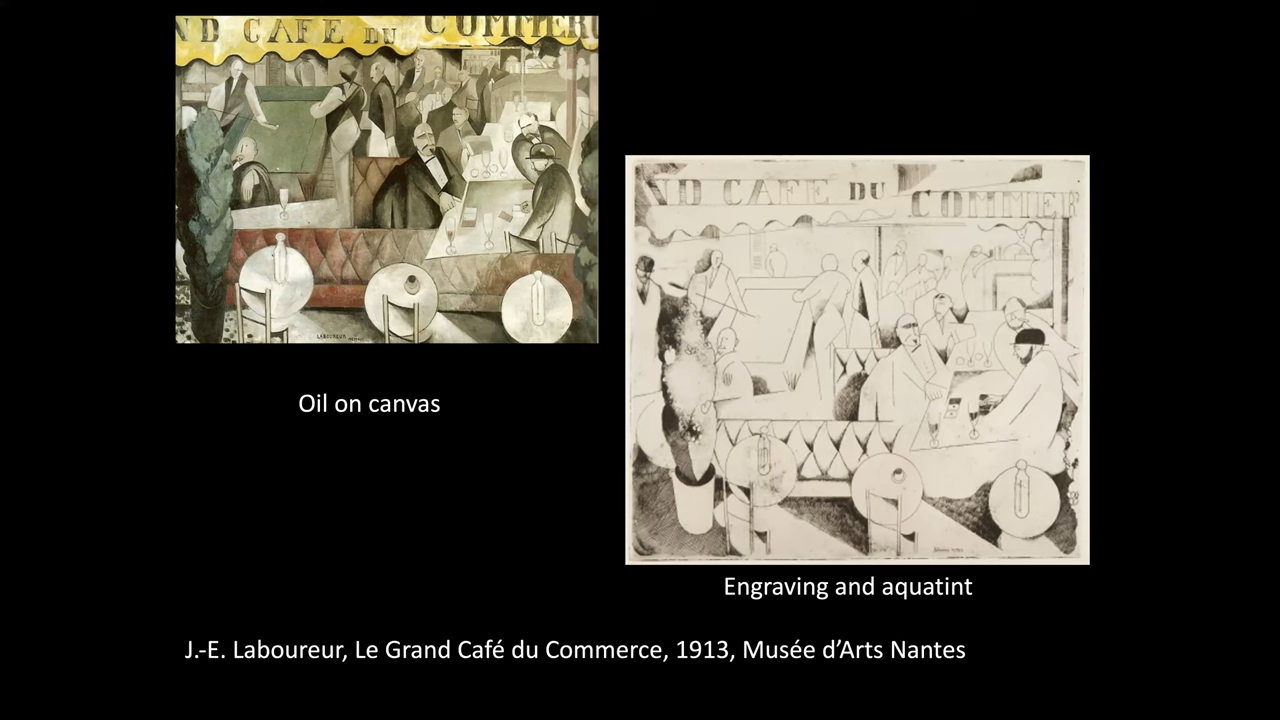 ND CAFE DU COMMER
LABOUREUR
ND CAFE DU
COMMER
Oil on canvas
Engraving and aquatint
J.-E. Laboureur, Le Grand Café du Commerce, 1913, Musée d’Arts Nantes